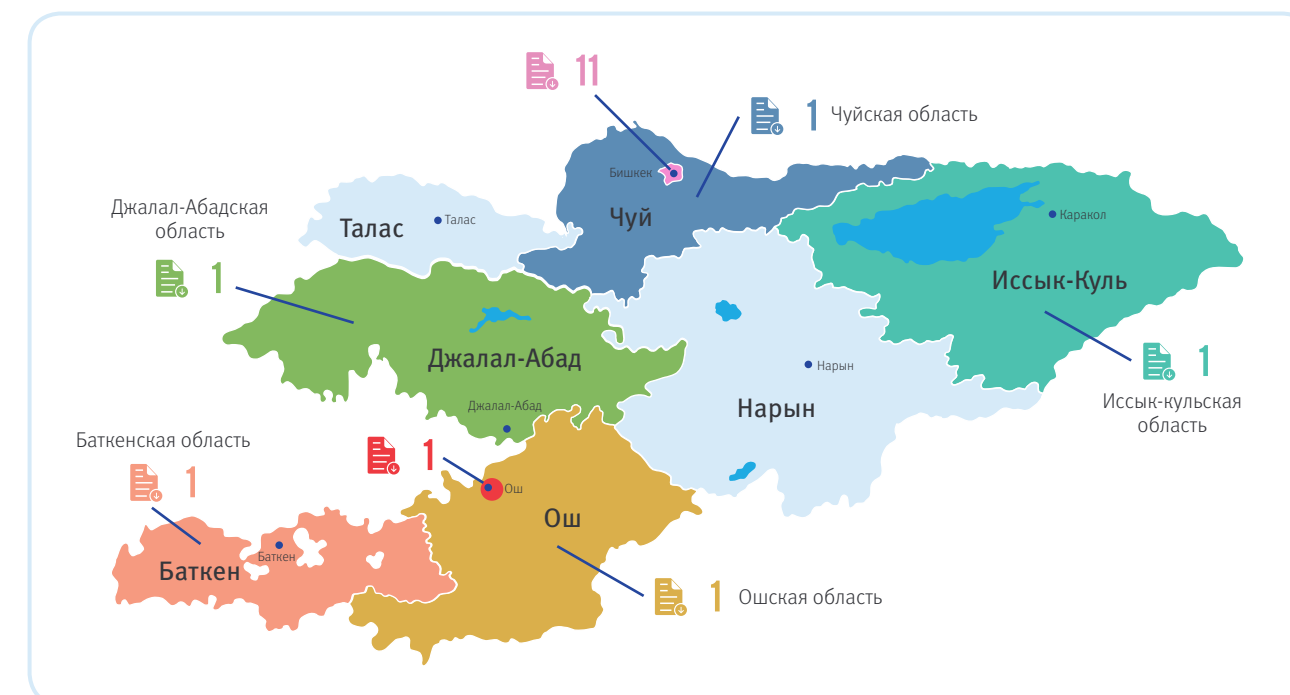 11
1 Чуйская область
Бишкек
Джалал-Абадская
область
1
Талас
Талас
Чуй
Каракол
Иссык-Куль
Джалал-Абад
Нарын
1
Иссык-кульская
область
Нарын
Джалал-Абад
Баткенская область
1
1
Ош
Ош
Баткен
Баткен
1 Ошская область